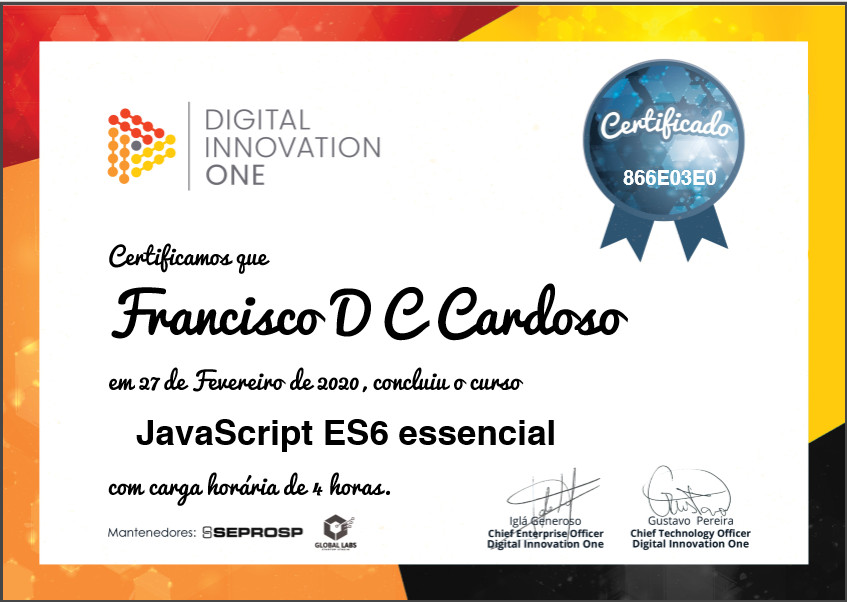 DIGITAL
INNOVATION
ONE
Certificado
866E03E0
Certificamos que
Francisco D C Cardoso
em 27 de Fevereiro de 2020, concluiu o curso
JavaScript ES6 essencial
com carga horária de 4 horas.
Mantenedores: SEPROSP
GLOBAL LABS
Iglá Generoso
Chief Enterprise Officer
Digital Innovation One
Gustavo Pereira
Chief Technology Officer
Digital Innovation One